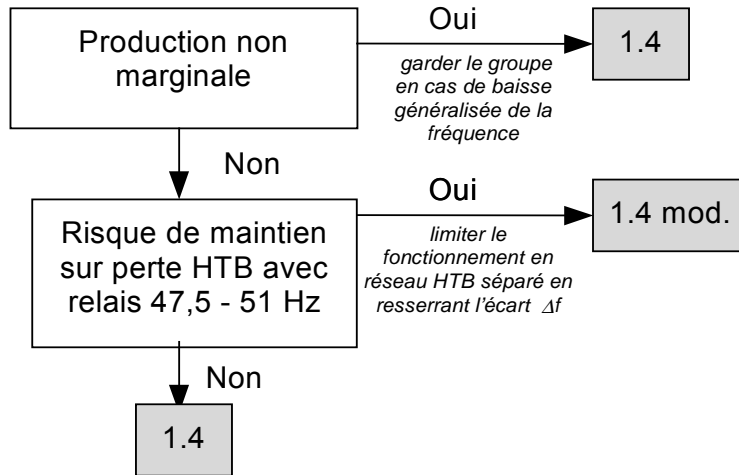 Production non
marginale
Oui
garder le groupe
en cas de baisse
généralisée de la
fréquence
1.4
Non
Risque de maintien
sur perte HTB avec
relais 47,5 - 51 Hz
Oui
limiter le
fonctionnement en
réseau HTB séparé en
resserrant l'écart Δf
1.4 mod.
Non
1.4